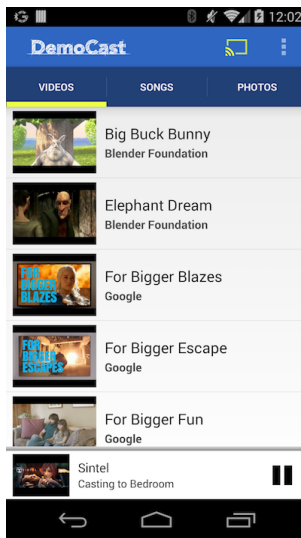 12:02
DemoCast
VIDEOS
SONGS
PHOTOS
Big Buck Bunny
Blender Foundation
Elephant Dream
Blender Foundation
FOR
BIGGER
BLAZES
For Bigger Blazes
Google
FOR
BIGGER
ESCAPES
For Bigger Escape
Google
For Bigger Fun
Google
Sintel
Casting to Bedroom